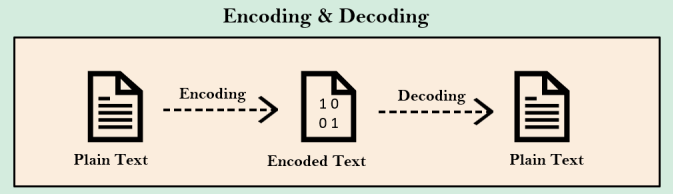 Encoding & Decoding
Encoding
Decoding
1 0
0 1
Plain Text
Encoded Text
Plain Text